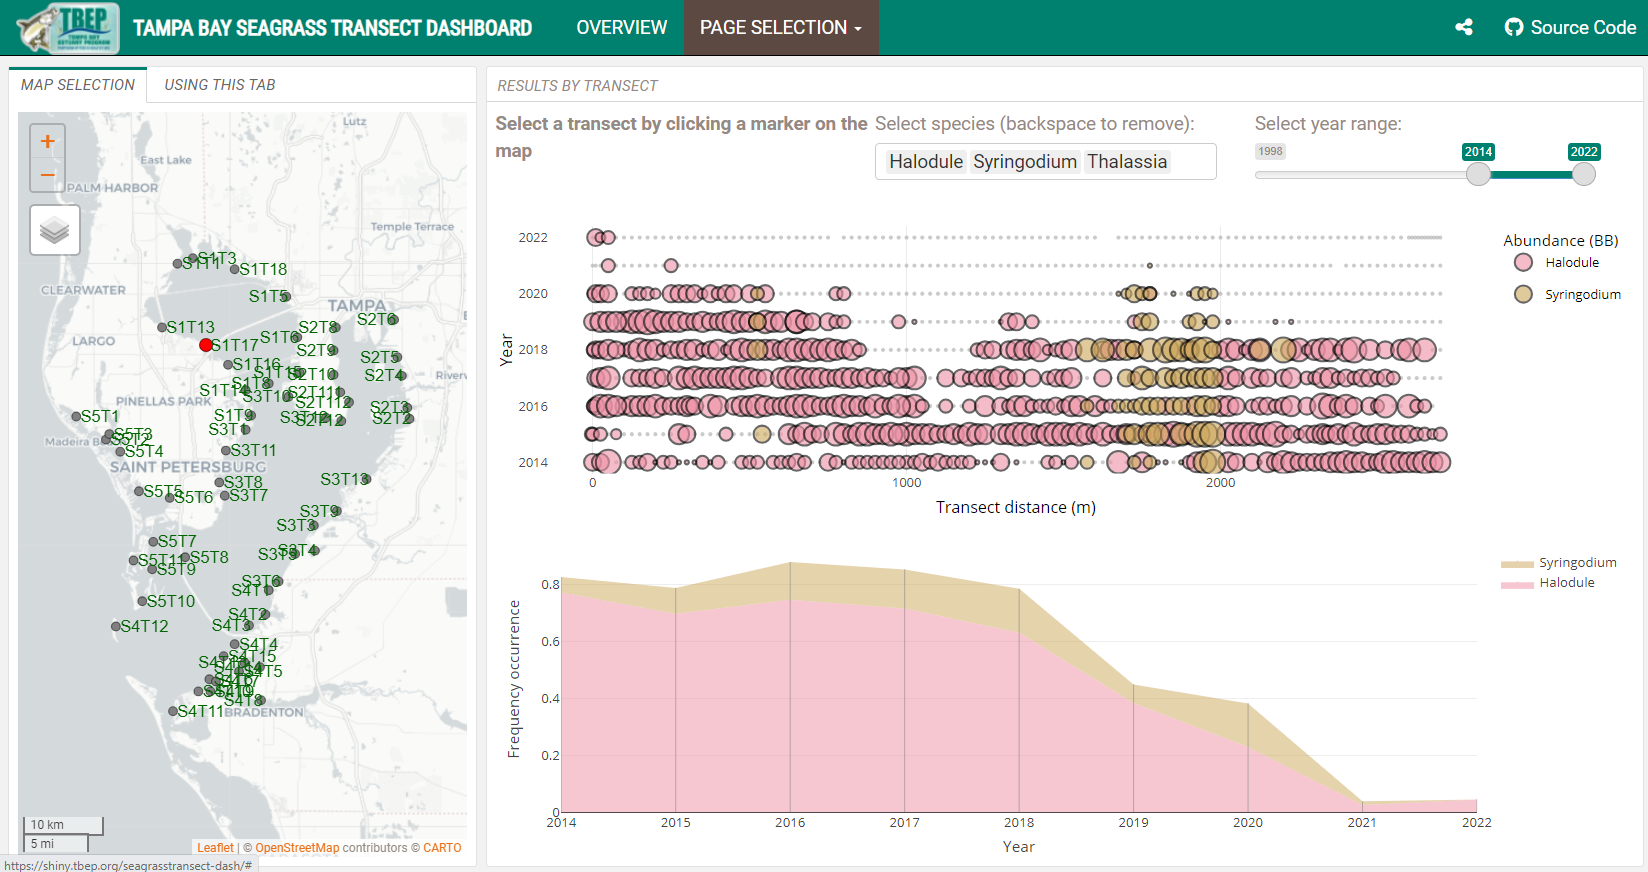 TBEP
TAMPA BAY SEAGRASS TRANSECT DASHBOARD
OVERVIEW
PAGE SELECTION
Source Code
MAP SELECTION
USING THIS TAB
RESULTS BY TRANSECT
Select a transect by clicking a marker on the
map
Select species (backspace to remove):
Halodule Syringodium Thalassia
Select year range:
1998
2014
2022
+
−
Lutz
East Lake
PALM HARBOR
Temple Terrace
S1T3
S1T1
S1T18
CLEARWATER
S1T5
TAMPA
S2T6
S1T13
S2T8
S1T6
LARGO
S1T17
S2T9
S2T5
S1T16
S2T10
S2T4
Riverv
S1T8
S1T14
S3T10
S2T111
S2T112
PINELLAS PARK
S5T1
S1T9
S3T12
S2T12
S2T3
S2T2
S3T1
S5T3
S5T2
Madeira B
S5T4
S3T11
SAINT PETERSBURG
S3T8
S3T13
S5T5
S5T6
S3T7
S3T9
S3T3
S5T7
S5T11
S5T8
S5T9
S3T5
S3T4
S3T6
S4T1
S5T10
S4T2
S4T12
S4T3
S4T4
S4T15
S4T5
S4T8
S4T11
BRADENTON
10 km
5 mi
Leaflet | © OpenStreetMap contributors © CARTO
https://shiny.tbep.org/seagrasstransect-dash/#
Year
2022
2020
2018
2016
2014
0
1000
2000
Transect distance (m)
Abundance (BB)
Halodule
Syringodium
Frequency occurrence
0.8
0.6
0.4
0.2
0
2014
2015
2016
2017
2018
2019
2020
2021
2022
Year
Syringodium
Halodule